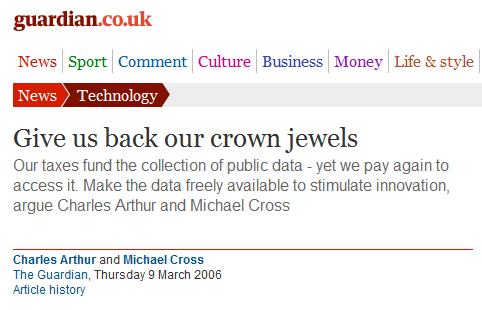 guardian.co.uk
News Sport Comment Culture Business Money Life & style
News Technology
Give us back our crown jewels
Our taxes fund the collection of public data - yet we pay again to
access it. Make the data freely available to stimulate innovation,
argue Charles Arthur and Michael Cross
Charles Arthur and Michael Cross
The Guardian, Thursday 9 March 2006
Article history